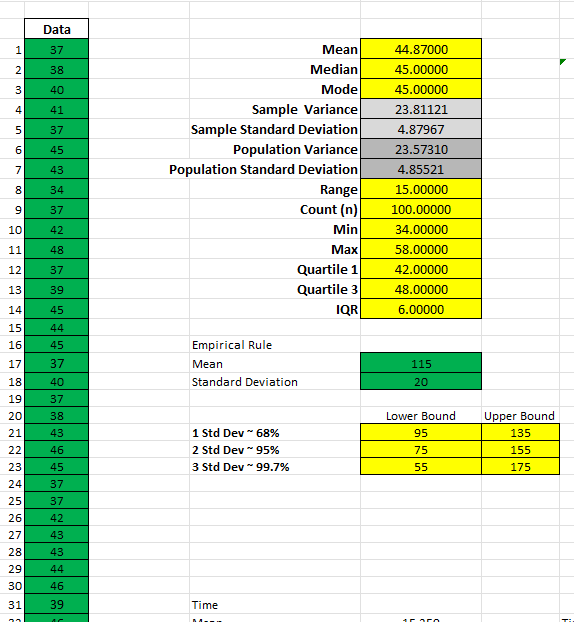 Data
1 37 Mean 44.87000
2 38 Median 45.00000
3 40 Mode 45.00000
4 41 Sample Variance 23.81121
5 37 Sample Standard Deviation 4.87967
6 45 Population Variance 23.57310
7 43 Population Standard Deviation 4.85521
8 34 Range 15.00000
9 37 Count (n) 100.00000
10 42 Min 34.00000
11 48 Max 58.00000
12 37 Quartile 1 42.00000
13 39 Quartile 3 48.00000
14 45 IQR 6.00000
15 44
16 45 Empirical Rule
17 37 Mean 115
18 40 Standard Deviation 20
19 37
20 38 Lower Bound Upper Bound
21 43 1 Std Dev ~ 68% 95 135
22 46 2 Std Dev ~ 95% 75 155
23 45 3 Std Dev ~ 99.7% 55 175
24 37
25 37
26 42
27 43
28 43
29 44
30 46
31 39 Time